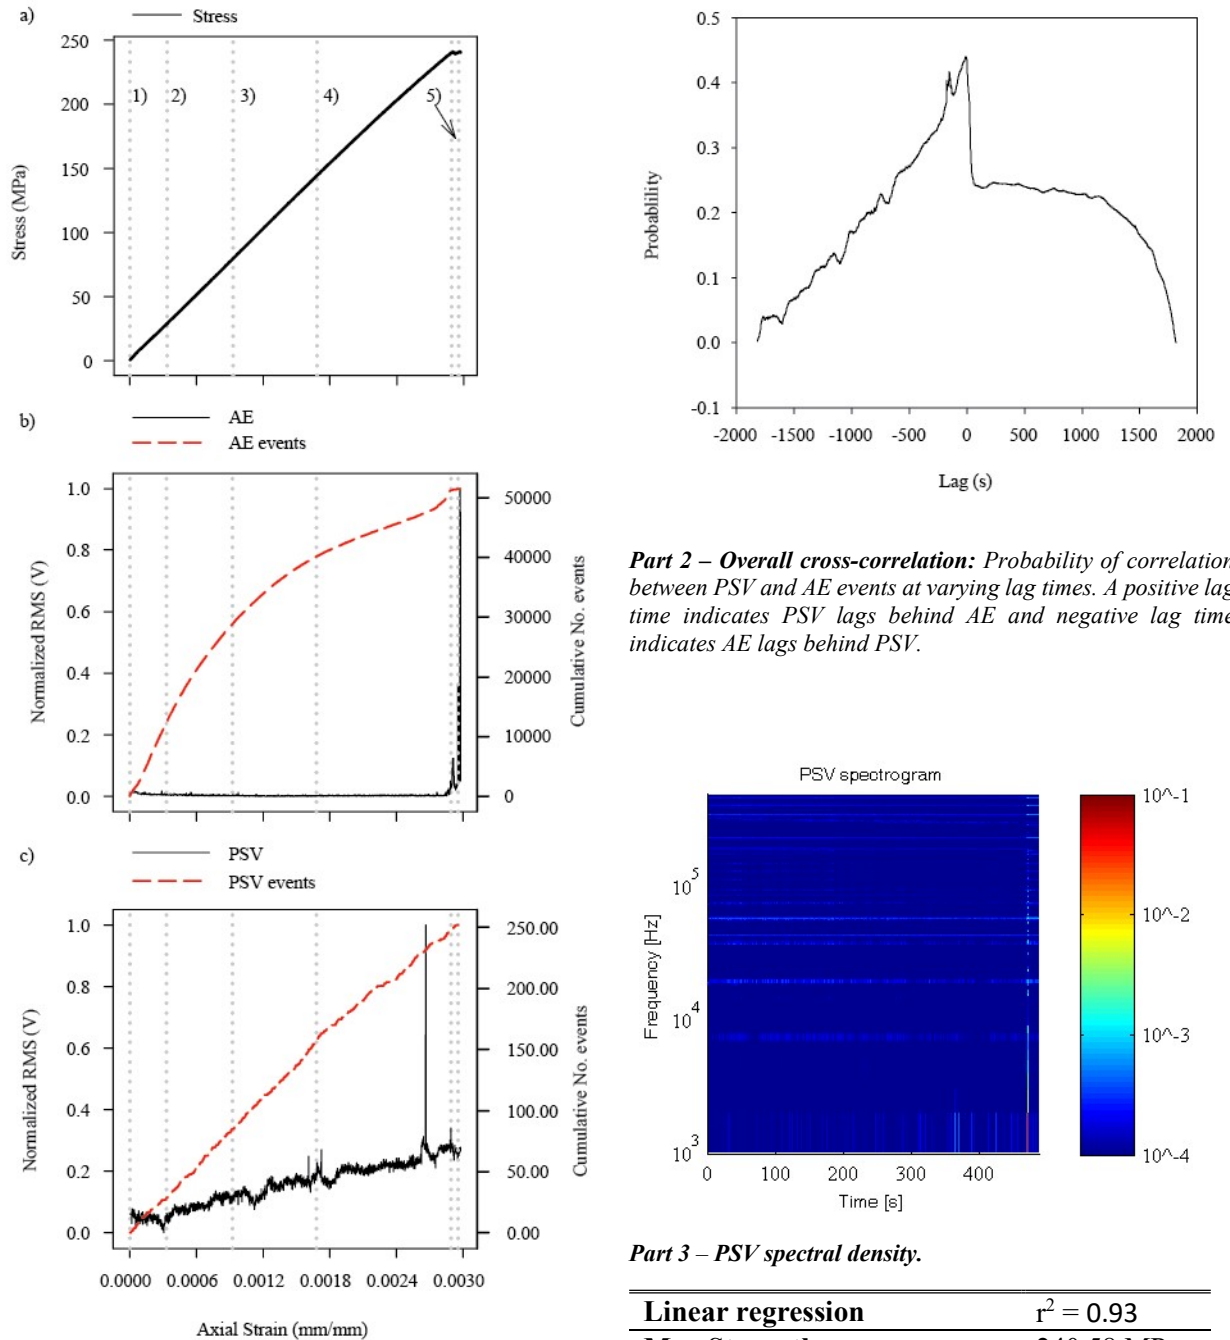 a)
Stress
250
200
150
100
50
0
Stress (MPa)
1)
2)
3)
4)
5)
b)
AE
AE events
1.0
0.8
0.6
0.4
0.2
0.0
Normalized RMS (V)
50000
40000
30000
20000
10000
0
Cumulative No. events
c)
PSV
PSV events
1.0
0.8
0.6
0.4
0.2
0.0
Normalized RMS (V)
250.00
200.00
150.00
100.00
50.00
0.00
Cumulative No. events
0.0000 0.0006 0.0012 0.0018 0.0024 0.0030
Axial Strain (mm/mm)
0.5
0.4
0.3
0.2
0.1
0.0
-0.1
Probablility
-2000 -1500 -1000 -500 0 500 1000 1500 2000
Lag (s)
Part 2 – Overall cross-correlation: Probability of correlation
between PSV and AE events at varying lag times. A positive lag
time indicates PSV lags behind AE and negative lag time
indicates AE lags behind PSV.
PSV spectrogram
10^5
10^4
10^3
Frequency [Hz]
0 100 200 300 400
Time [s]
10^-1
10^-2
10^-3
10^-4
Part 3 – PSV spectral density.
Linear regression r² = 0.93